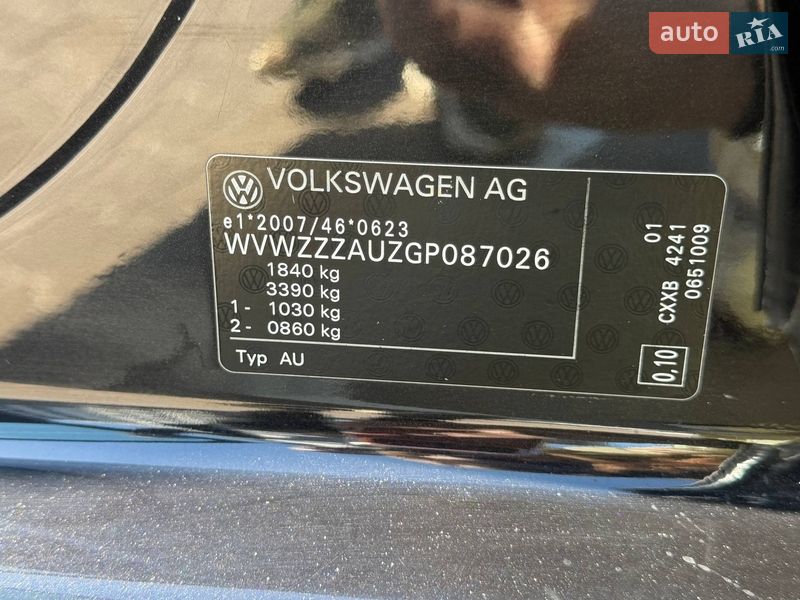 auto RIA.com
VOLKSWAGEN AG
e1*2007/46*0623
WVWZZZAUZGP087026
1840 kg
3390 kg
1 - 1030 kg
2 - 0860 kg
Typ AU
01
CXXB 4241
0651009
0,10